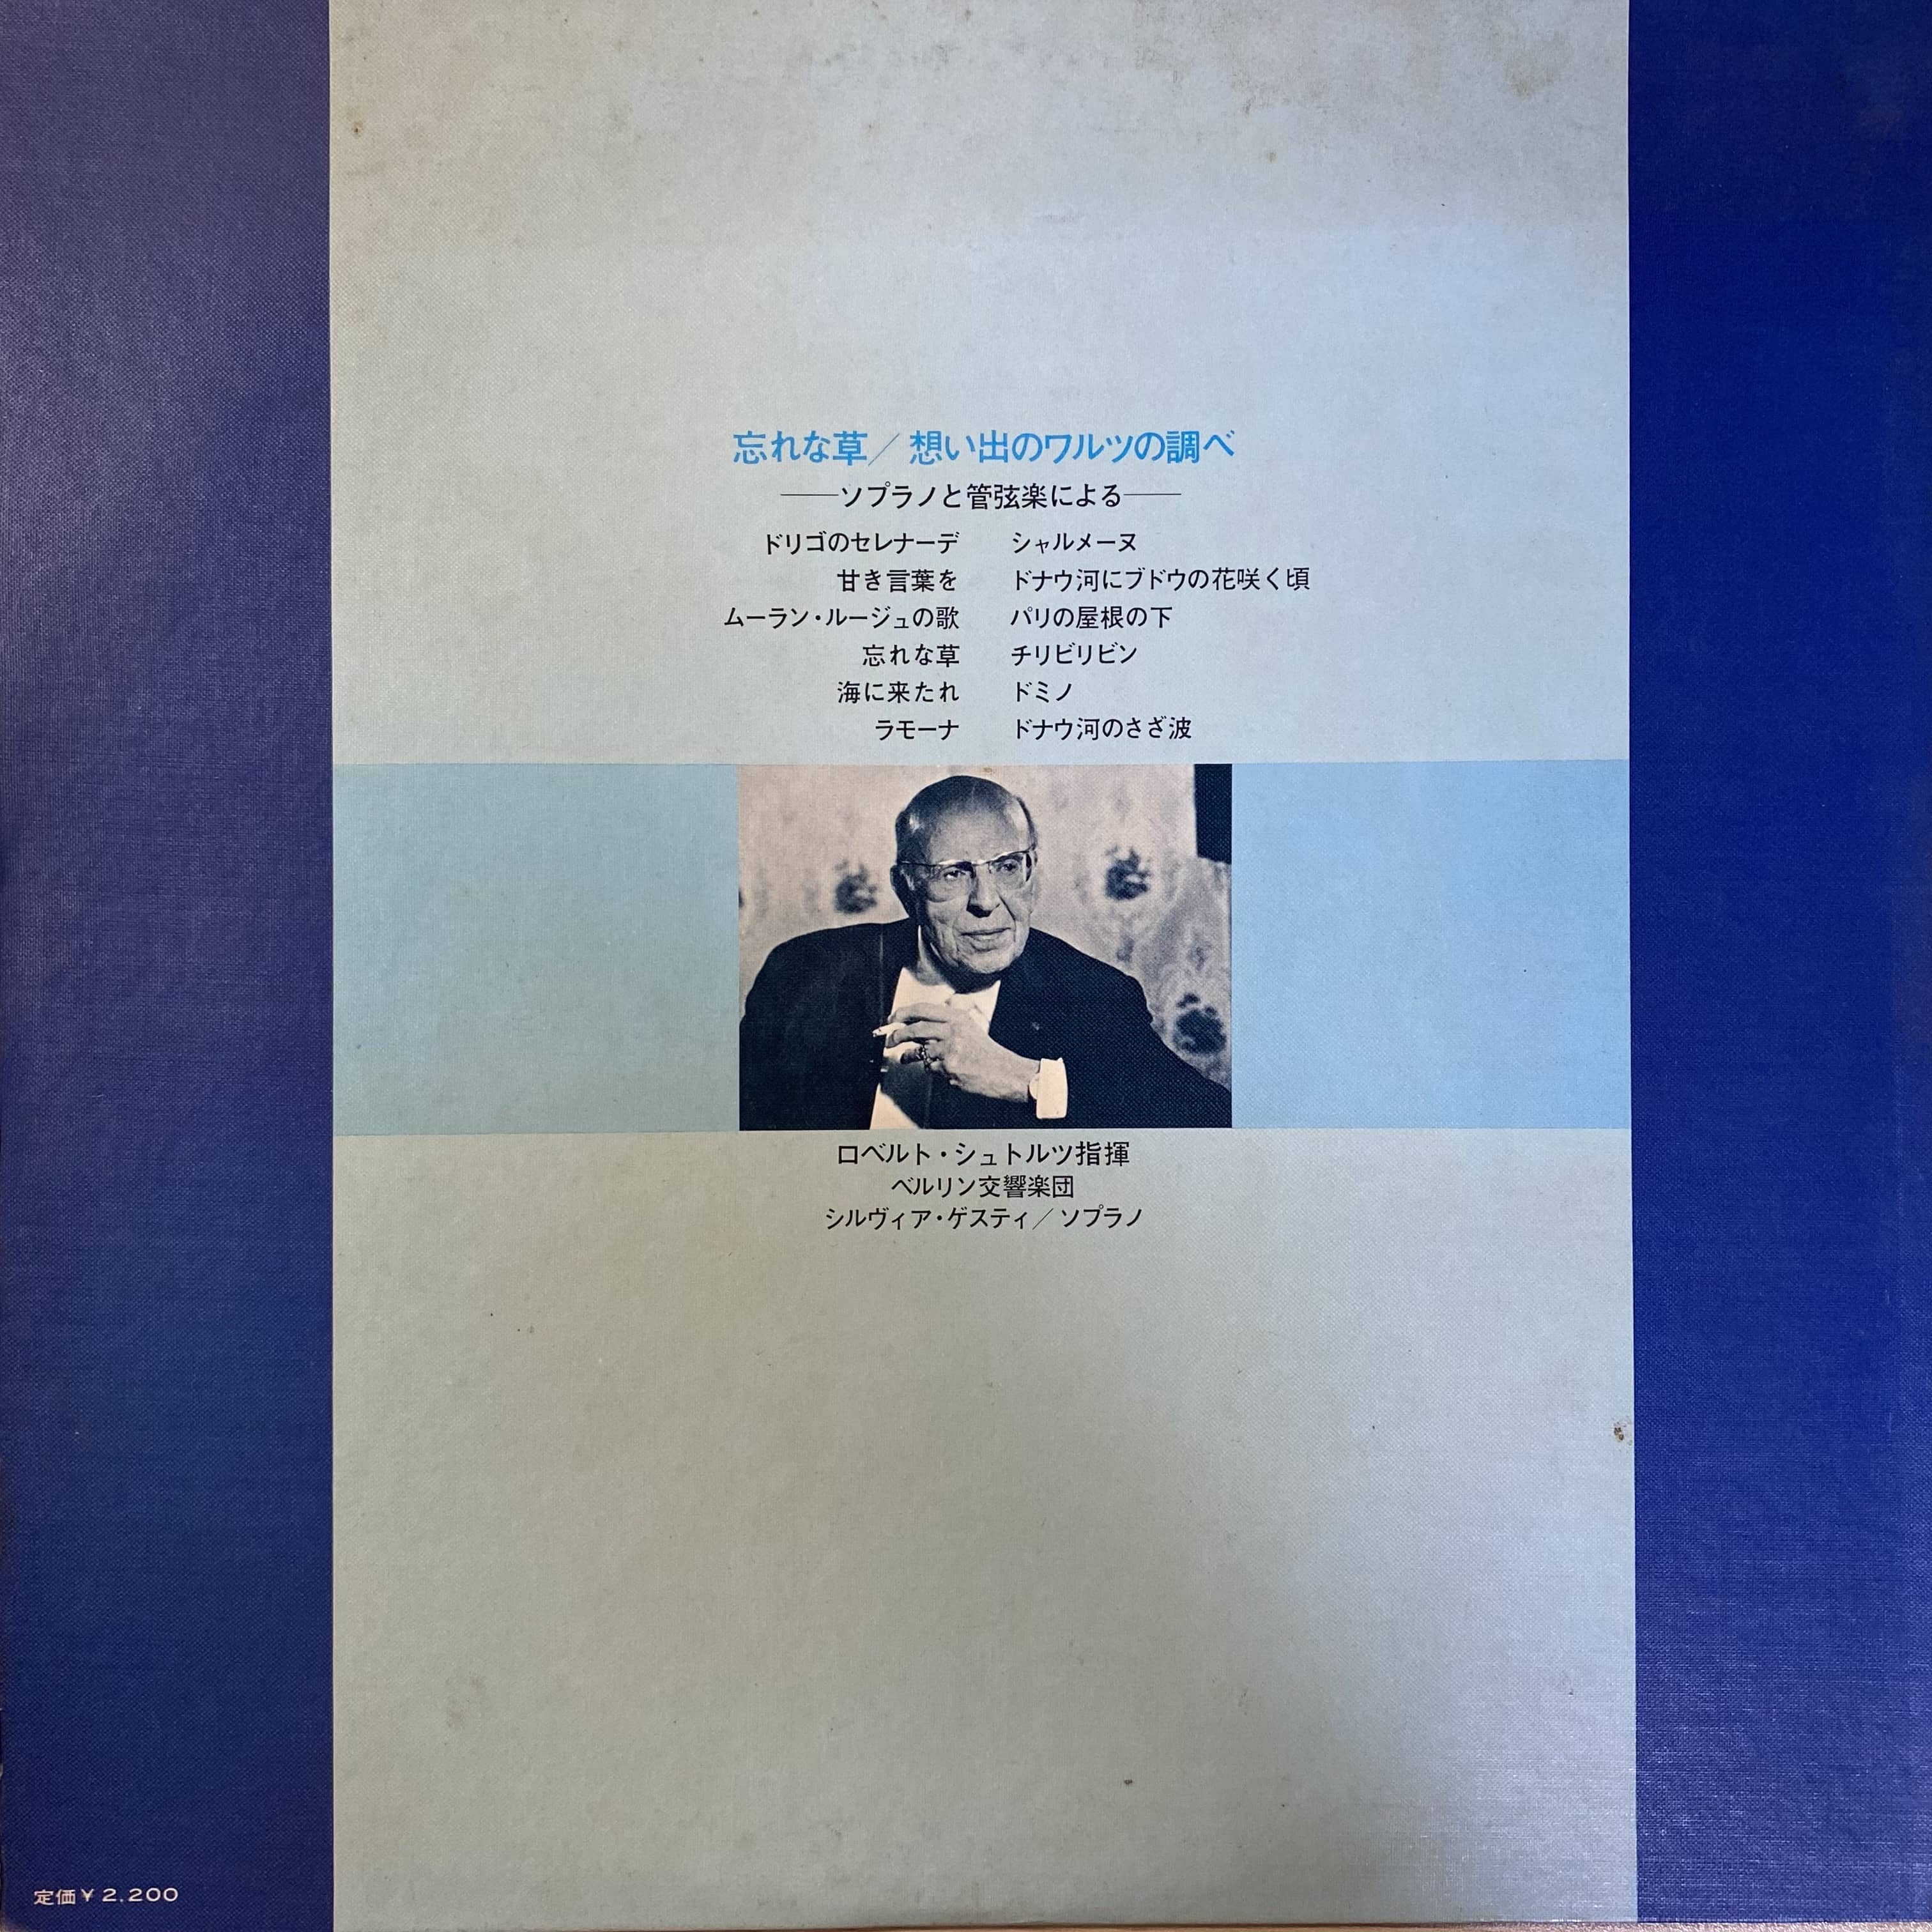 忘れな草／想い出のワルツの調べ
——ソプラノと管弦楽による——
ドリゴのセレナーデ
甘き言葉を
ムーラン・ルージュの歌
忘れな草
海に来たれ
ラモーナ
シャルメーヌ
ドナウ河にブドウの花咲く頃
パリの屋根の下
チリビリビン
ドミノ
ドナウ河のさざ波
ロベルト・シュトルツ指揮
ベルリン交響楽団
シルヴィア・ゲスティ／ソプラノ
定価¥2,200